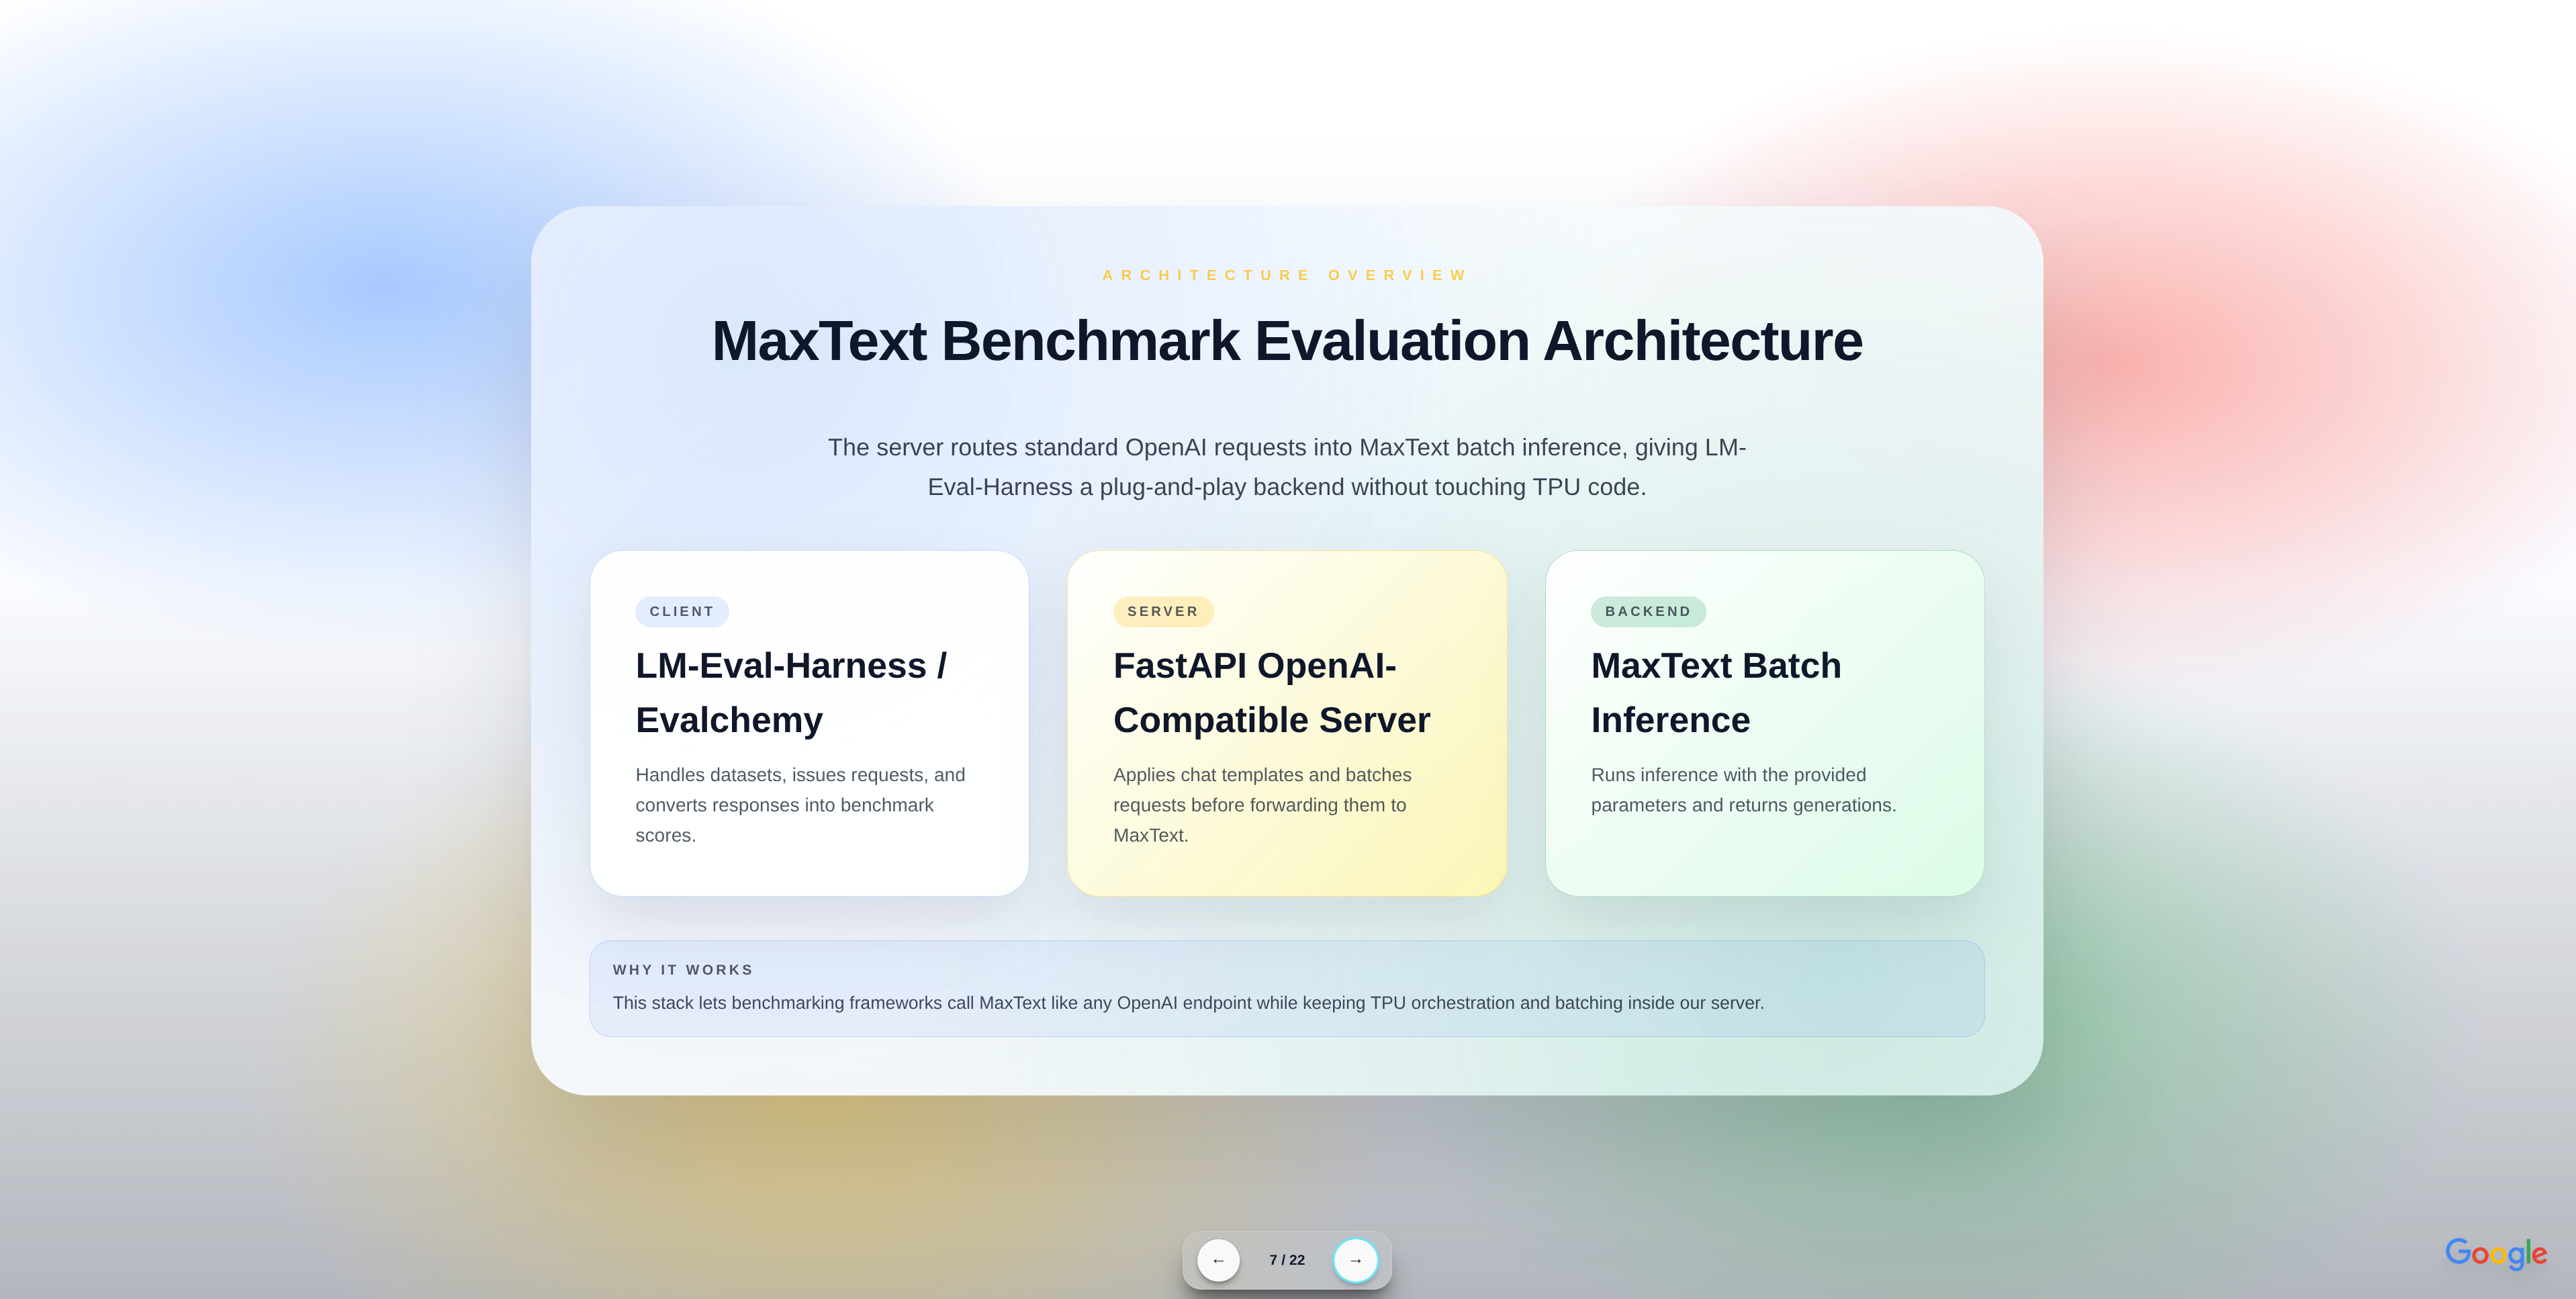 ARCHITECTURE OVERVIEW
MaxText Benchmark Evaluation Architecture
The server routes standard OpenAI requests into MaxText batch inference, giving LM-
Eval-Harness a plug-and-play backend without touching TPU code.
CLIENT
LM-Eval-Harness /
Evalchemy
Handles datasets, issues requests, and
converts responses into benchmark
scores.
SERVER
FastAPI OpenAI-
Compatible Server
Applies chat templates and batches
requests before forwarding them to
MaxText.
BACKEND
MaxText Batch
Inference
Runs inference with the provided
parameters and returns generations.
WHY IT WORKS
This stack lets benchmarking frameworks call MaxText like any OpenAI endpoint while keeping TPU orchestration and batching inside our server.
← 7 / 22 →
Google